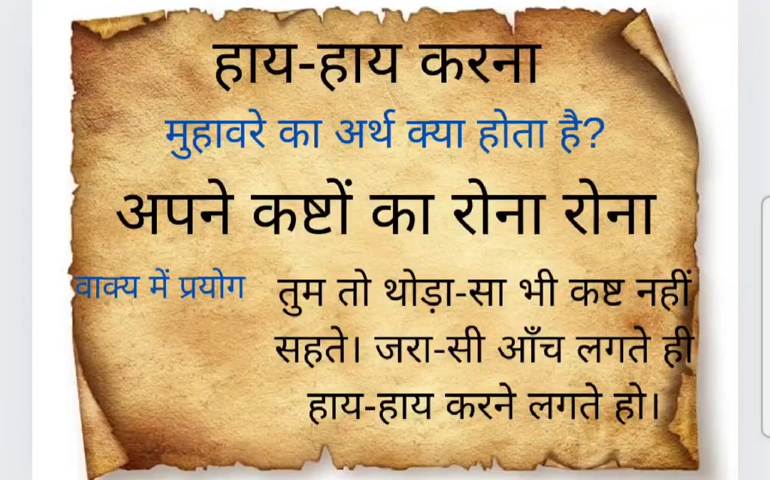 हाय-हाय करना
मुहावरे का अर्थ क्या होता है?
अपने कष्टों का रोना रोना
वाक्य में प्रयोग
तुम तो थोड़ा-सा भी कष्ट नहीं
सहते। जरा-सी आँच लगते ही
हाय-हाय करने लगते हो।